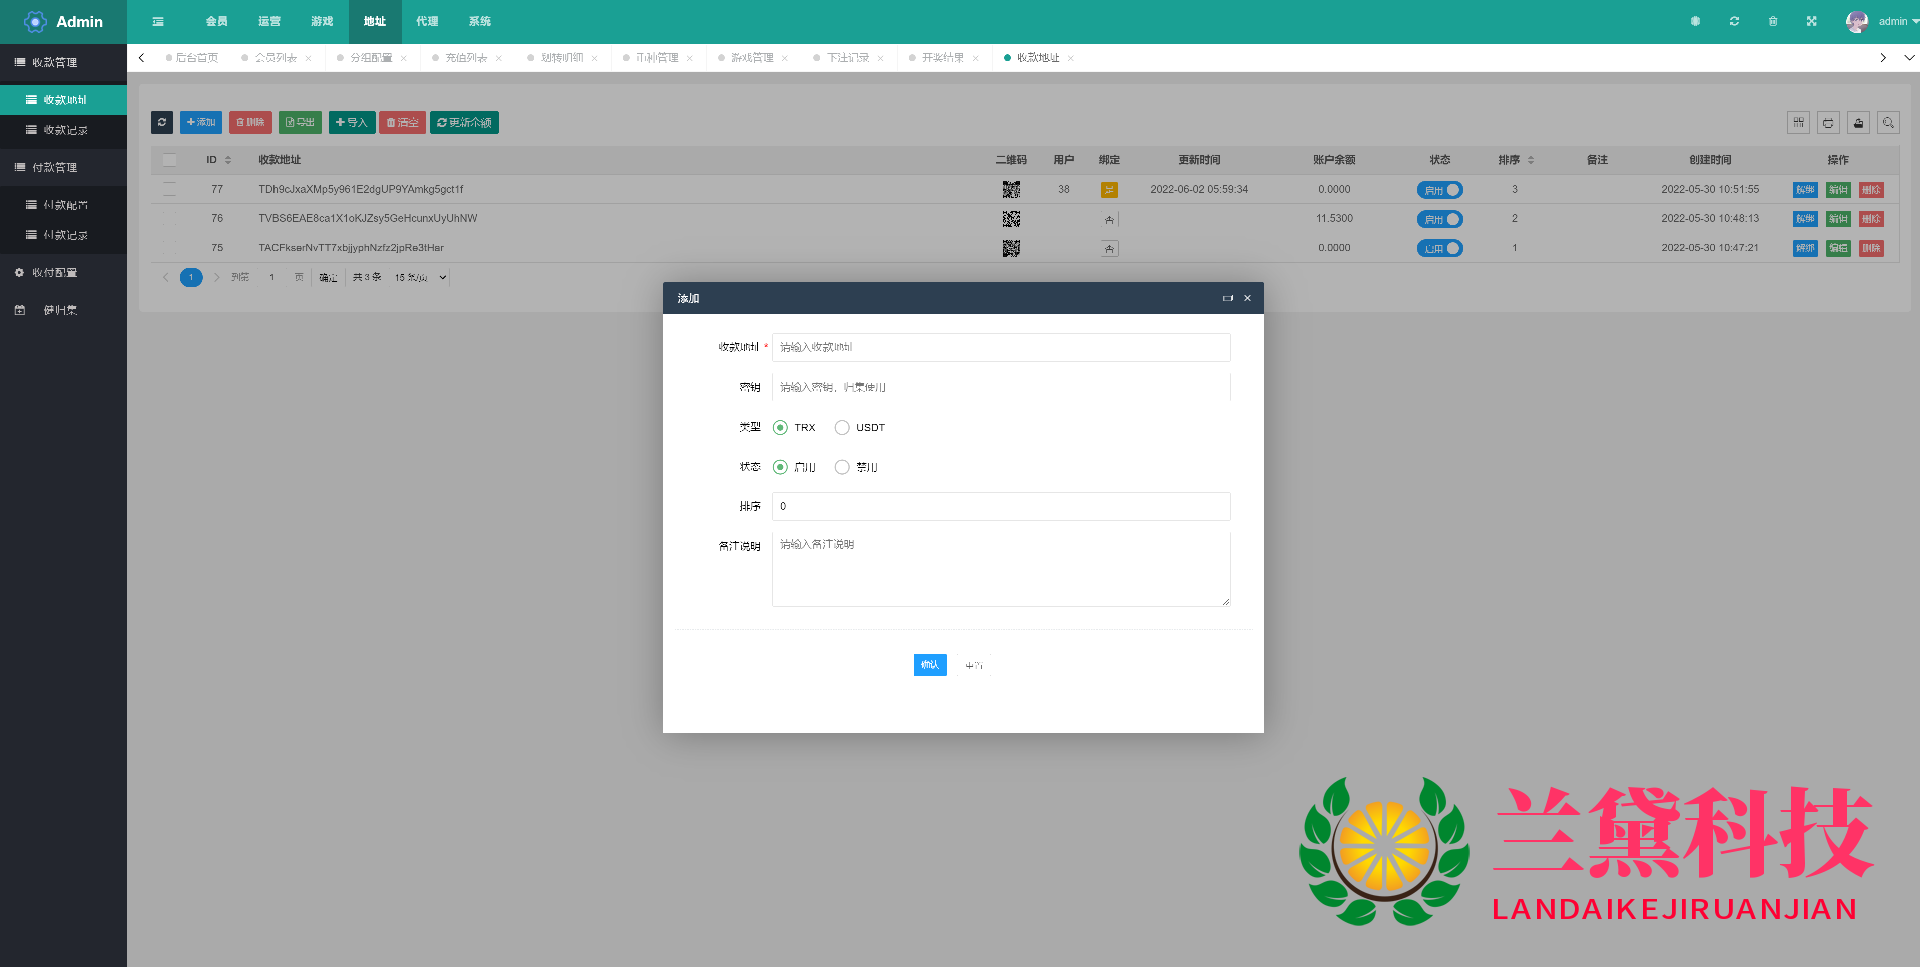 Admin
会员 运营 游戏 地址 代理 系统
admin
后台首页 会员列表 分组配置 充值列表 划转明细 币种管理 游戏管理 下注记录 开奖结果 收款地址
收款管理
收款地址
收款记录
付款管理
付款配置
付款记录
收付配置
健归集
添加 删除 导出 导入 清空 更新余额
ID 收款地址 二维码 用户 绑定 更新时间 账户余额 状态 排序 备注 创建时间 操作
77 TDh9cJxaXMp5y961E2dgUP9YAmkg5gct1f 38 是 2022-06-02 05:59:34 0.0000 启用 3 2022-05-30 10:51:55 解绑 编辑 删除
76 TVBS6EAE8ca1X1oKJZsy5GeHcunxUyUhNW 否 11.5300 启用 2 2022-05-30 10:48:13 解绑 编辑 删除
75 TACFkserNvTT7xbjjyphNzfz2jpRe3tHar 否 0.0000 启用 1 2022-05-30 10:47:21 解绑 编辑 删除
1 到第 1 页 确定 共 3 条 15 条/页
添加
收款地址 * 请输入收款地址
密钥 请输入密钥，归集使用
类型 TRX USDT
状态 启用 禁用
排序 0
备注说明 请输入备注说明
确认 重置
兰黛科技
LANDAIKEJIRUANJIAN